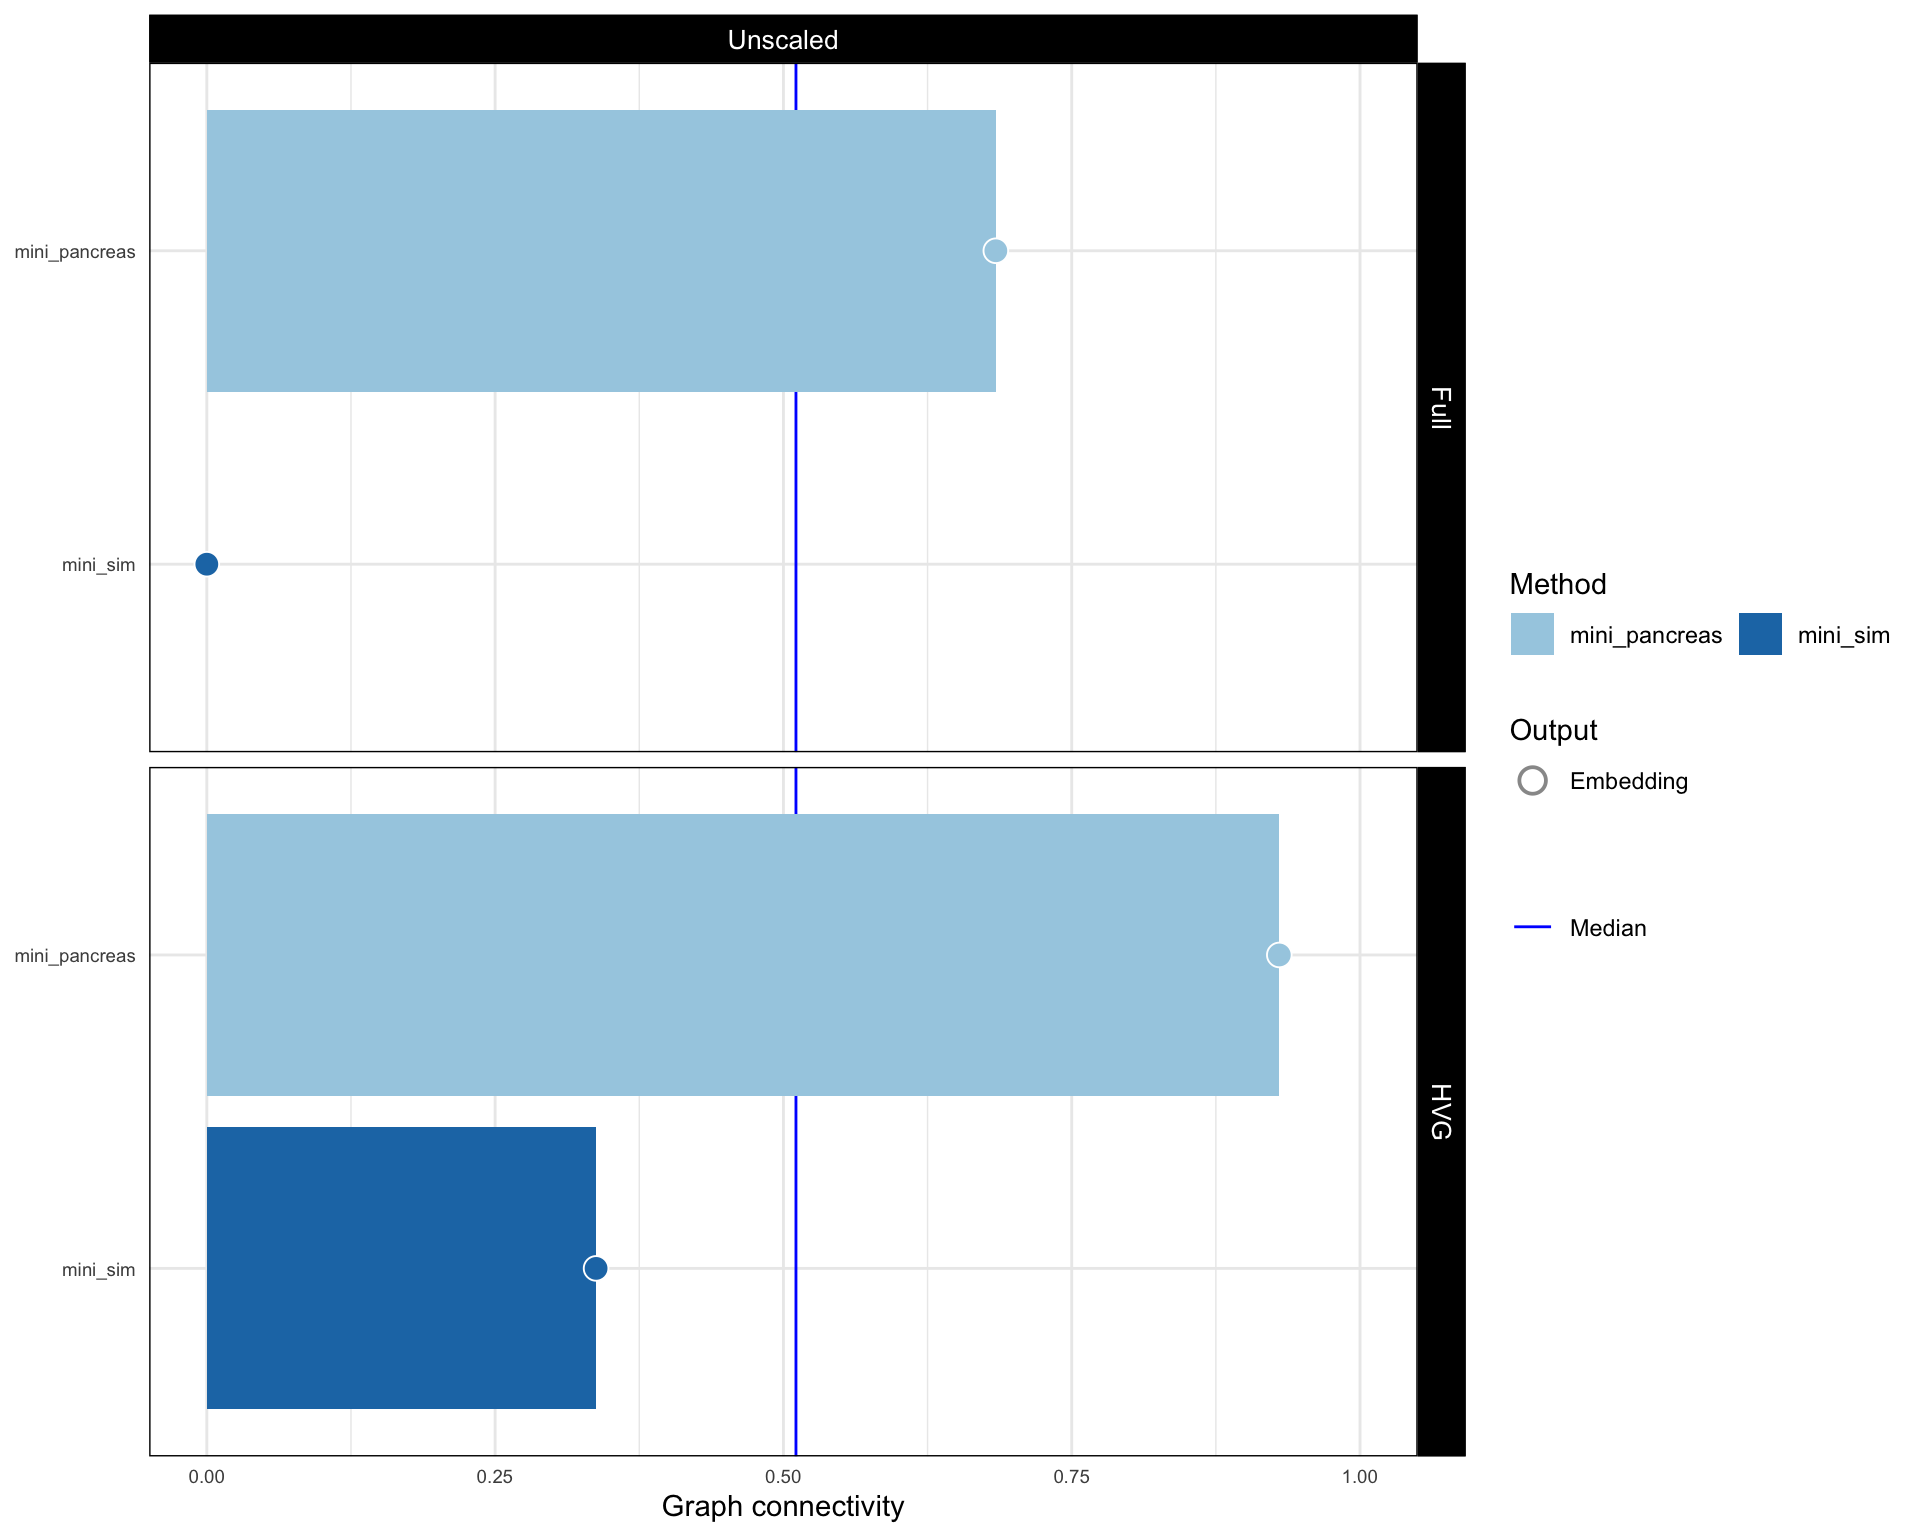 Unscaled
mini_pancreas
mini_sim
Full
mini_pancreas
mini_sim
HVG
0.00 0.25 0.50 0.75 1.00
Graph connectivity
Method
mini_pancreas mini_sim
Output
Embedding
Median